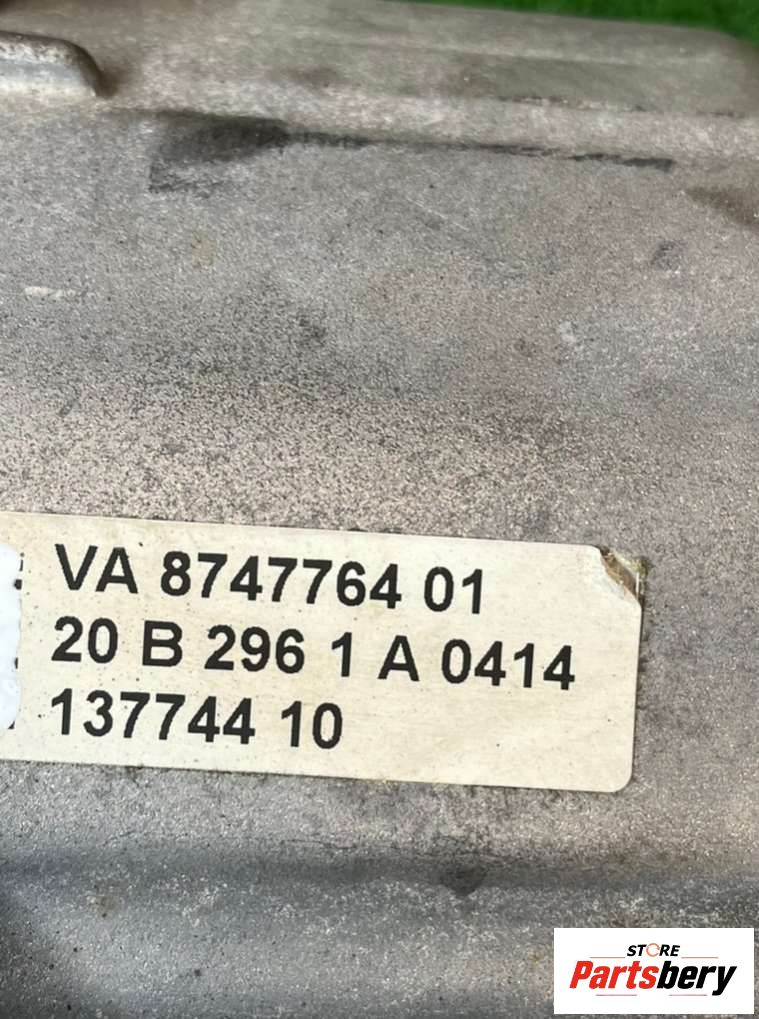 VA 8747764 01
20 B 296 1 A 0414
137744 10
STORE
Partsbery